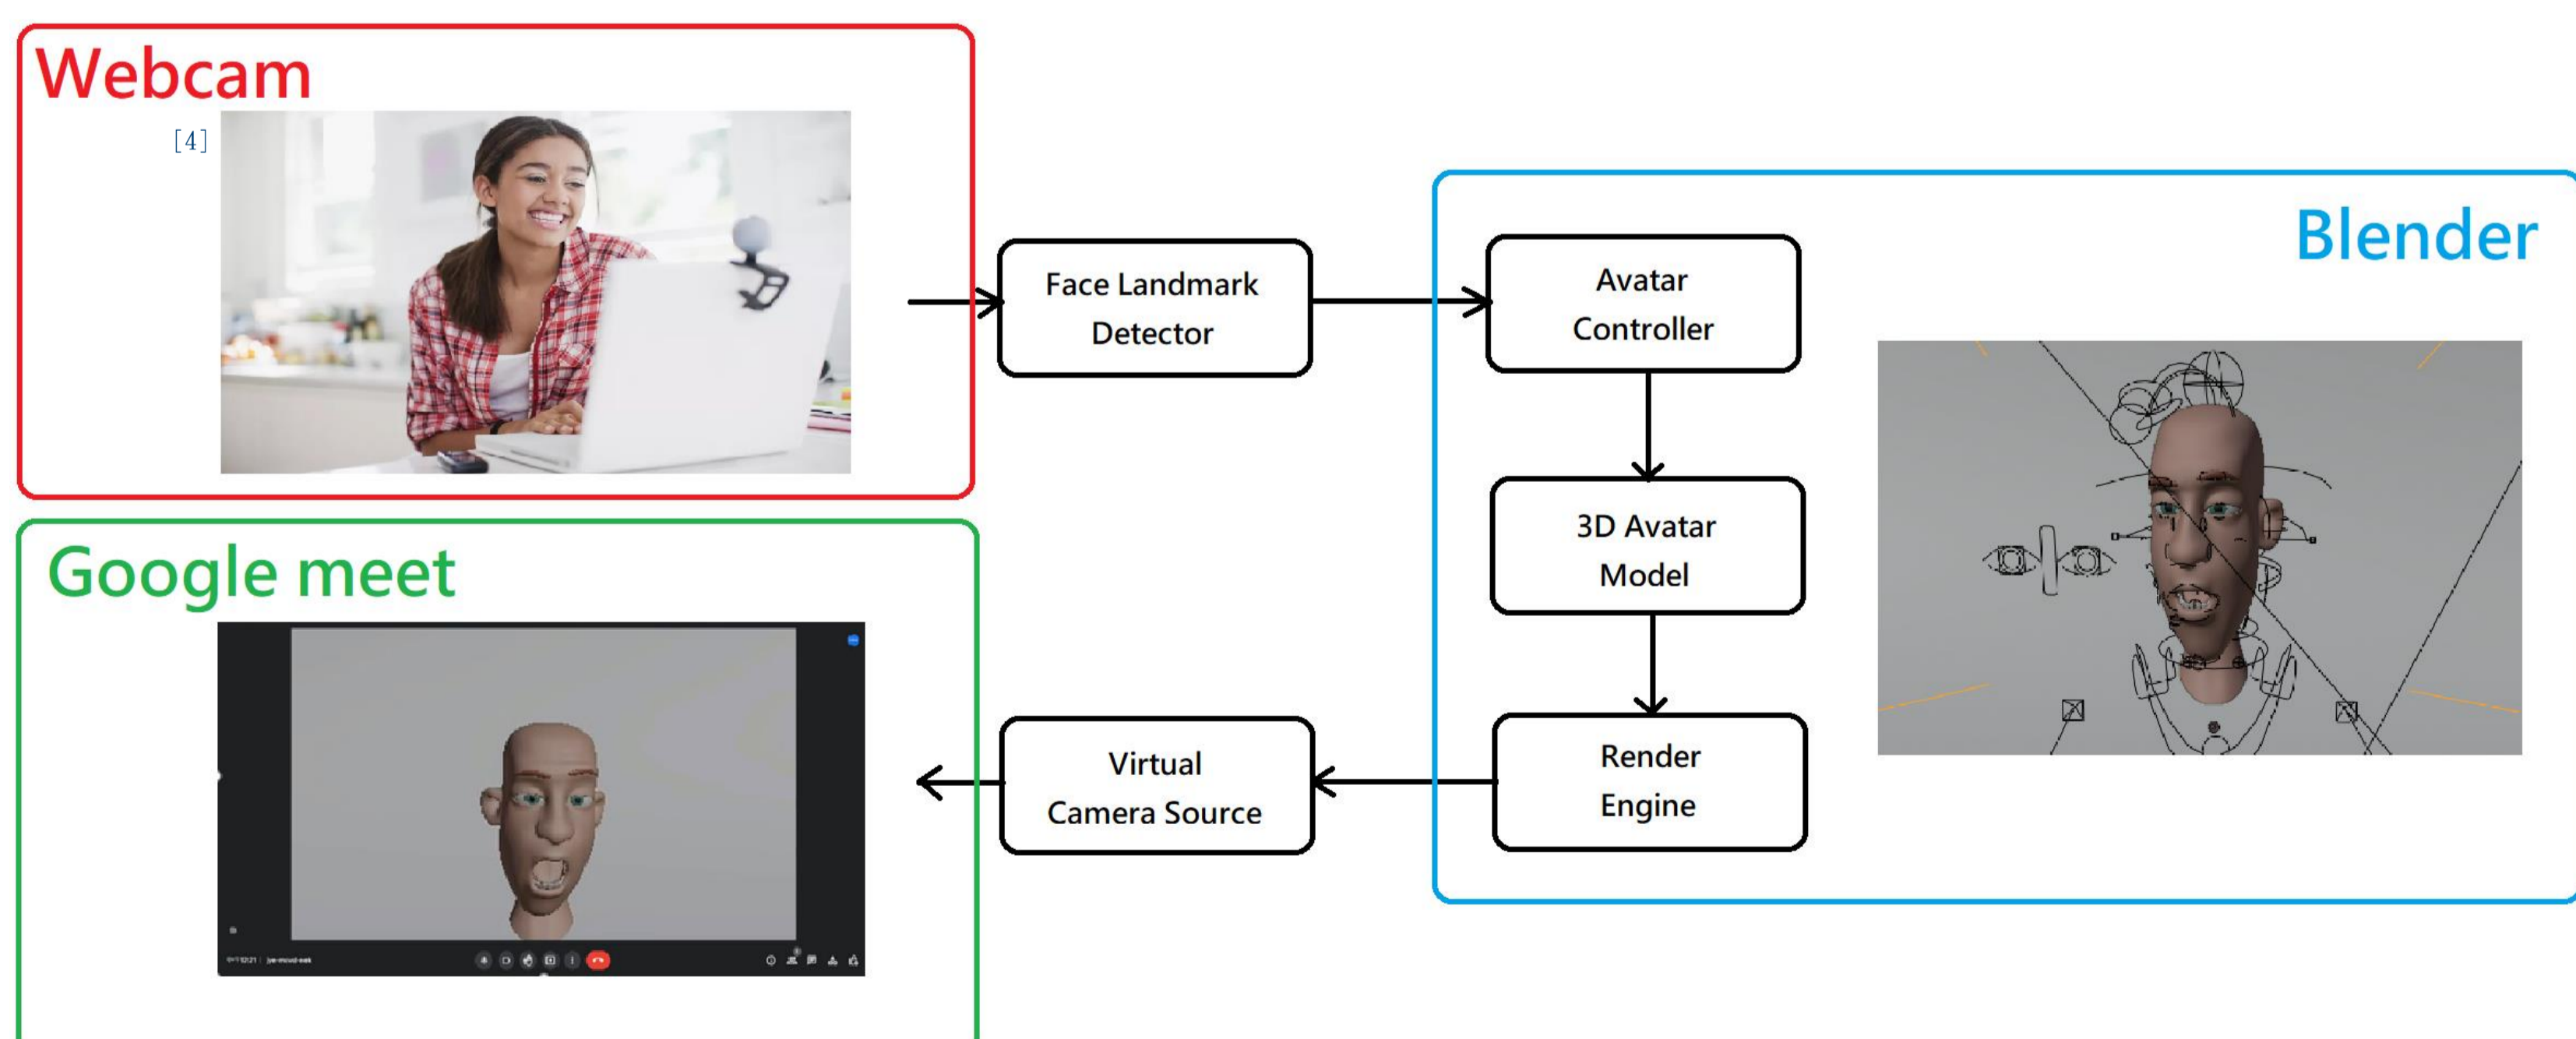 Webcam
[4]
Face Landmark
Detector
Avatar
Controller
Blender
3D Avatar
Model
Render
Engine
Virtual
Camera Source
Google meet